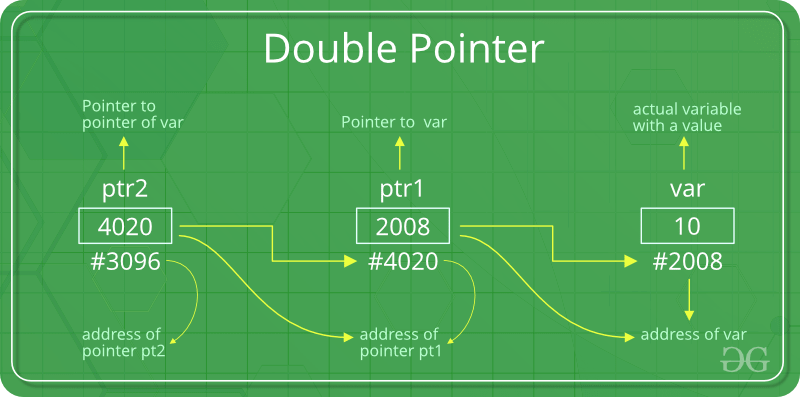 Double Pointer
Pointer to
pointer of var
Pointer to  var
actual variable
with a value
ptr2
ptr1
var
4020
2008
10
#3096
#4020
#2008
address of
pointer pt2
address of
pointer pt1
address of var
GG